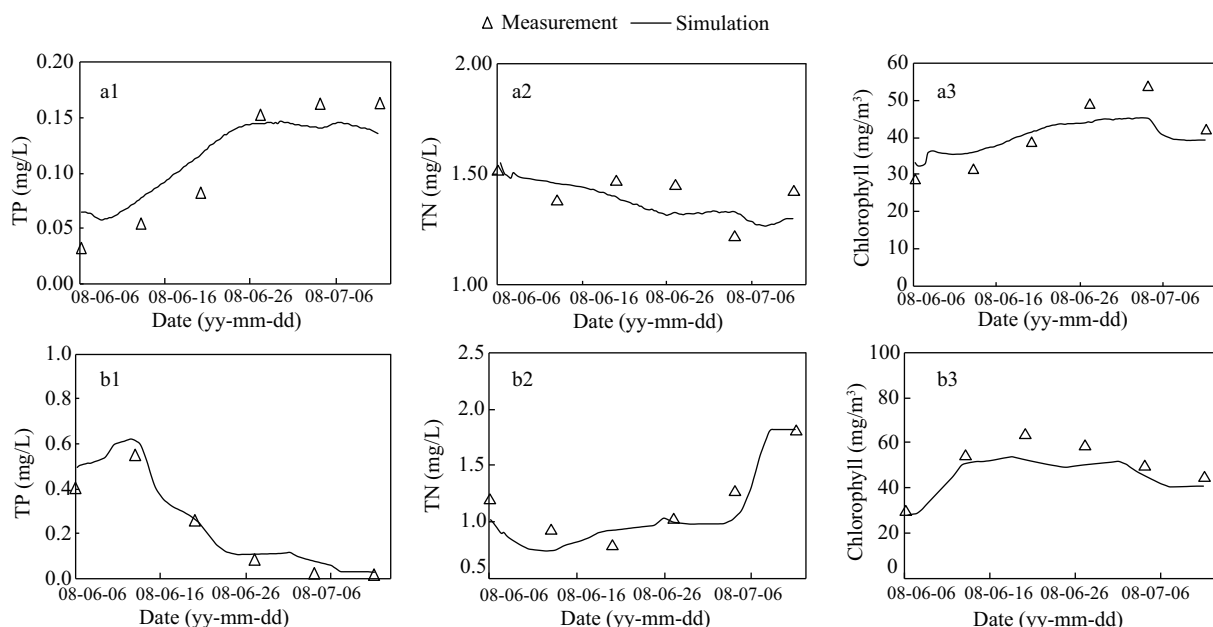 Measurement Simulation
0.20
0.15
0.10
0.05
0.00
TP (mg/L)
a1
08-06-06 08-06-16 08-06-26 08-07-06
Date (yy-mm-dd)
2.00
1.50
1.00
TN (mg/L)
a2
08-06-06 08-06-16 08-06-26 08-07-06
Date (yy-mm-dd)
60
50
40
30
20
10
0
Chlorophyll (mg/m³)
a3
08-06-06 08-06-16 08-06-26 08-07-06
Date (yy-mm-dd)
1.0
0.8
0.6
0.4
0.2
0.0
TP (mg/L)
b1
08-06-06 08-06-16 08-06-26 08-07-06
Date (yy-mm-dd)
2.5
2.0
1.5
1.0
0.5
TN (mg/L)
b2
08-06-06 08-06-16 08-06-26 08-07-06
Date (yy-mm-dd)
100
80
60
40
20
0
Chlorophyll (mg/m³)
b3
08-06-06 08-06-16 08-06-26 08-07-06
Date (yy-mm-dd)